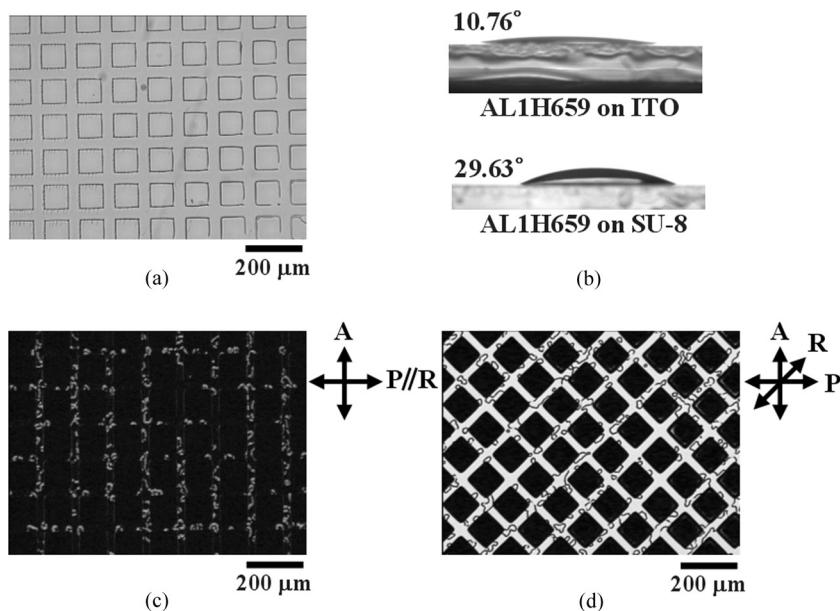 10.76°
AL1H659 on ITO
29.63°
AL1H659 on SU-8
200 μm
(a)
(b)
A
P//R
200 μm
(c)
A
R
P
200 μm
(d)